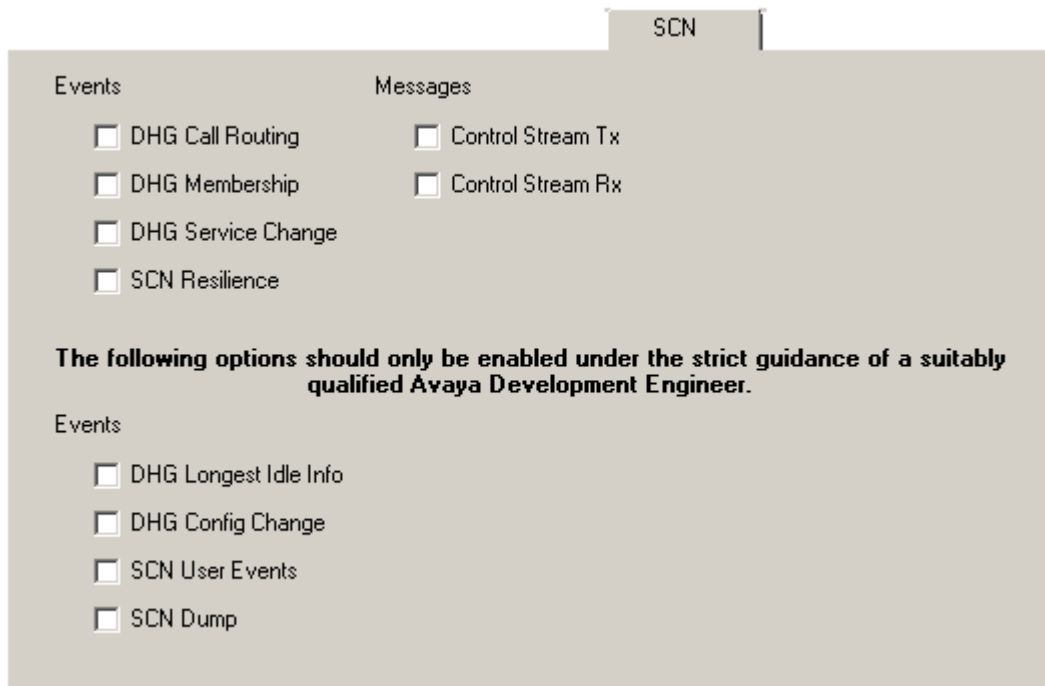 SCN
Events
Messages
DHG Call Routing
Control Stream Tx
DHG Membership
Control Stream Rx
DHG Service Change
SCN Resilience
The following options should only be enabled under the strict guidance of a suitably
qualified Avaya Development Engineer.
Events
DHG Longest Idle Info
DHG Config Change
SCN User Events
SCN Dump